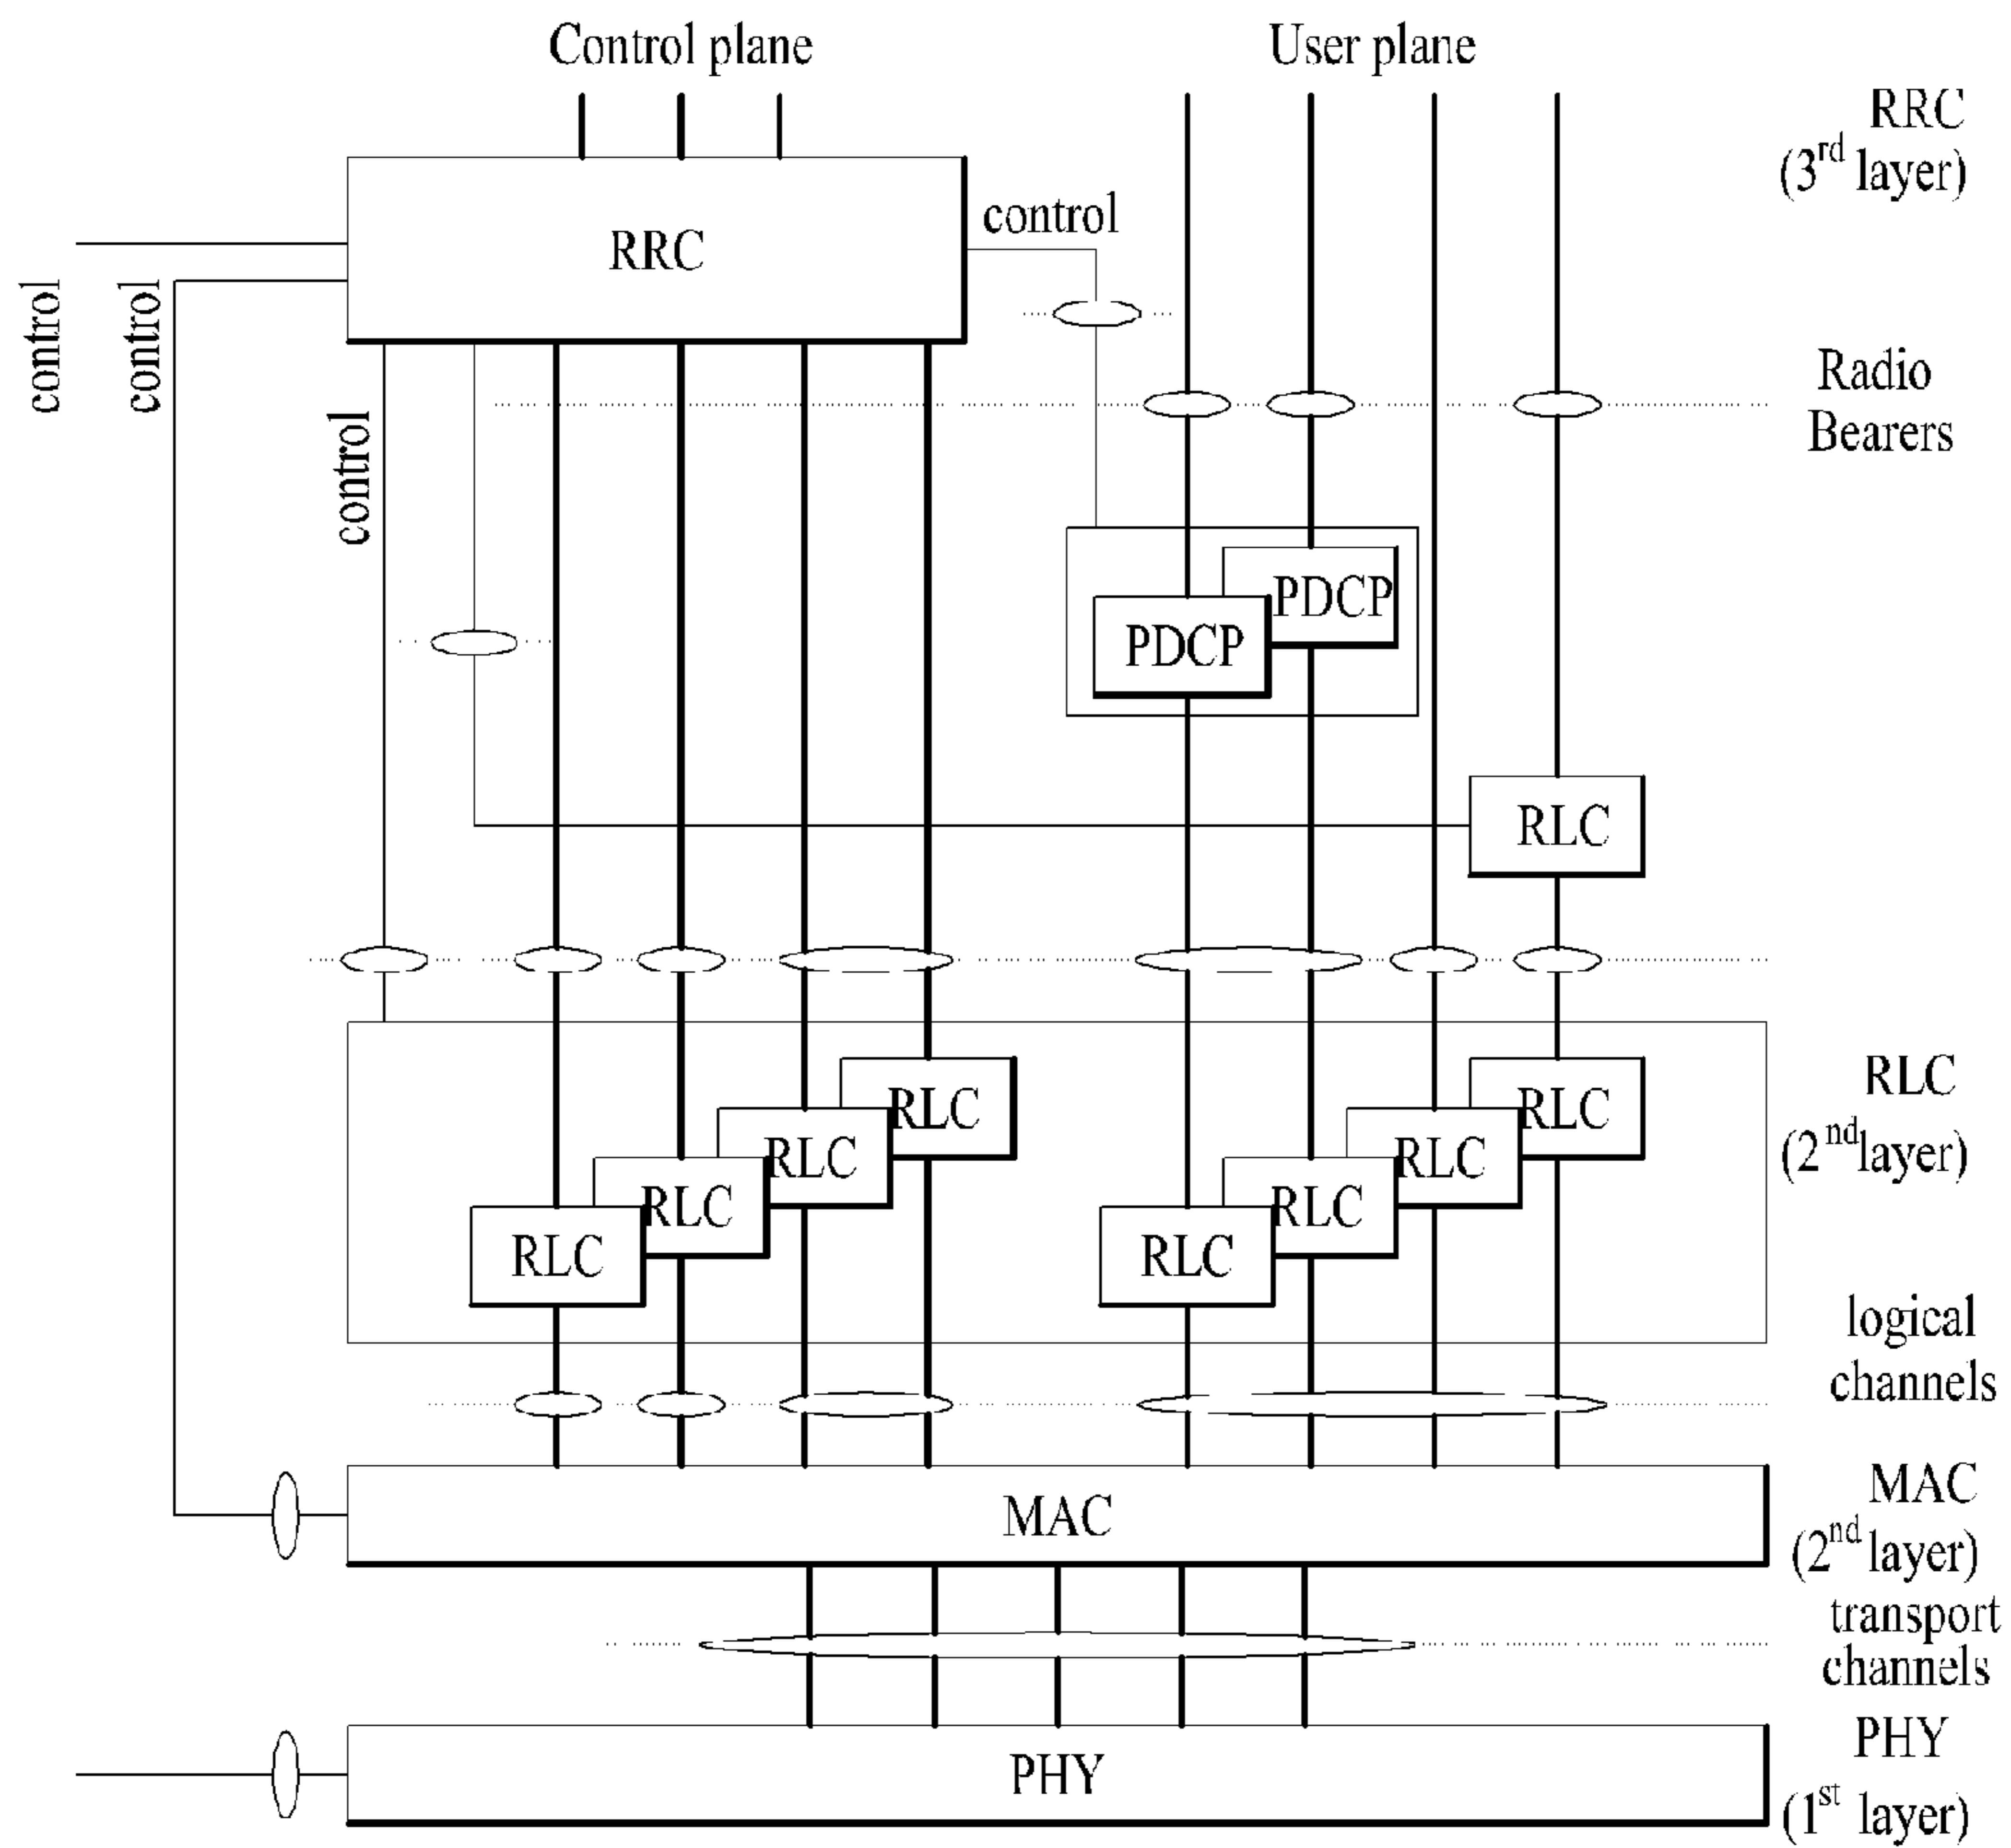 Control plane
User plane
RRC
(3rd layer)
control
RRC
control
control
control
Radio
Bearers
PDCP
PDCP
RLC
RLC
RLC
RLC
RLC
RLC
RLC
RLC
RLC
RLC
(2nd layer)
logical
channels
MAC
MAC
(2nd layer)
transport
channels
PHY
PHY
(1st layer)